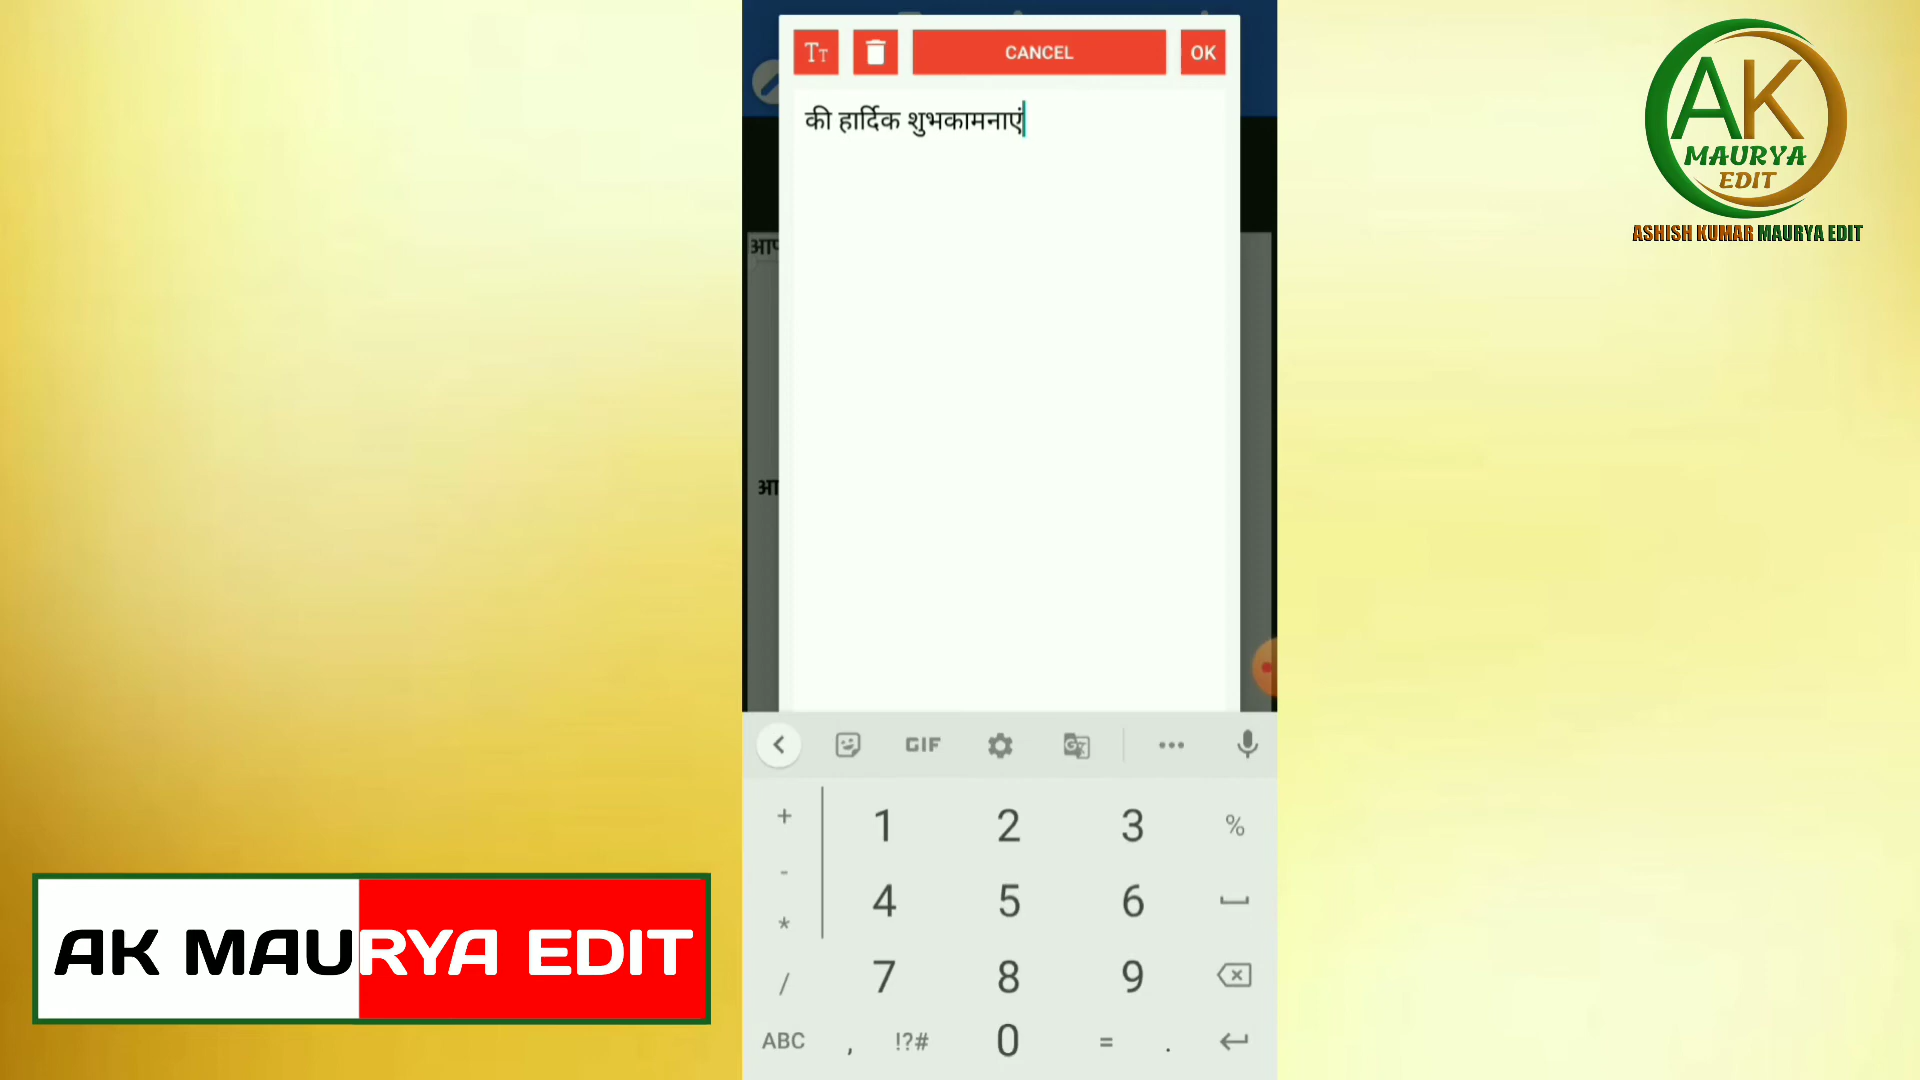 Tт
CANCEL
OK
की हार्दिक शुभकामनाएं
AK
MAURYA
EDIT
ASHISH KUMAR MAURYA EDIT
GIF
+ 1 2 3 %
- 4 5 6
*
/ 7 8 9
ABC , !?# 0 = .
AK MAURYA EDIT